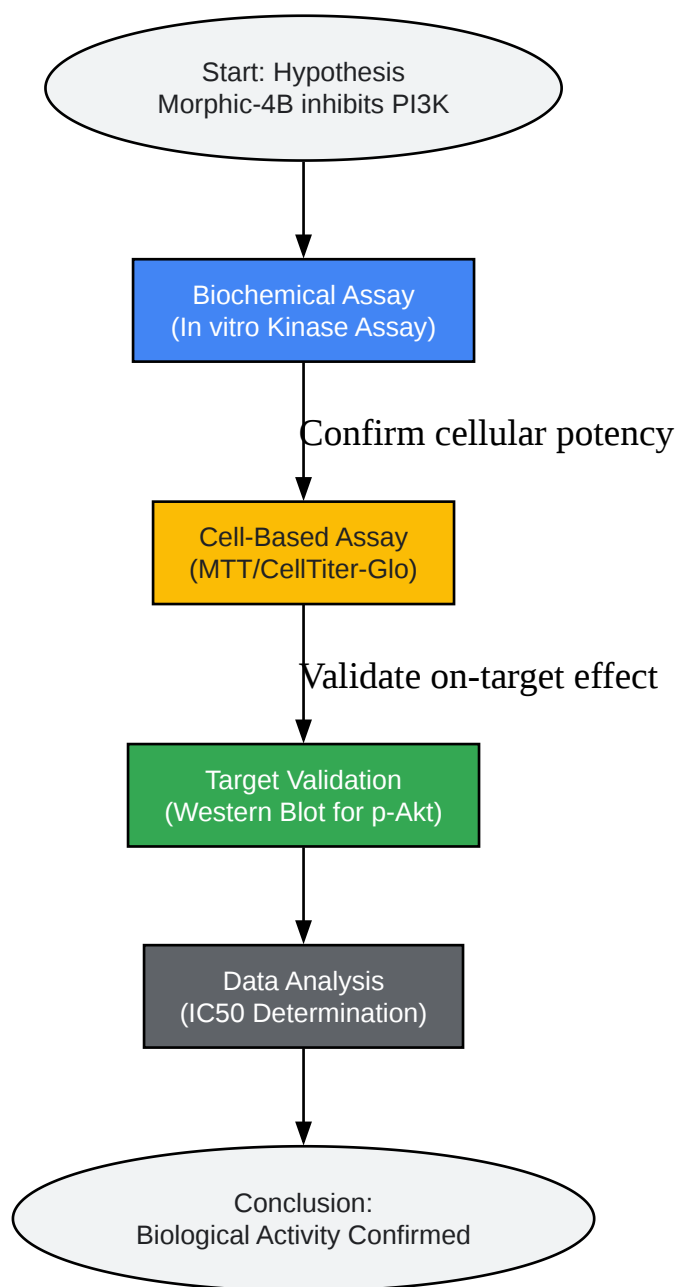 Start: Hypothesis
Morphic-4B inhibits PI3K
Biochemical Assay
(In vitro Kinase Assay)
Confirm cellular potency
Cell-Based Assay
(MTT/CellTiter-Glo)
Validate on-target effect
Target Validation
(Western Blot for p-Akt)
Data Analysis
(IC50 Determination)
Conclusion:
Biological Activity Confirmed